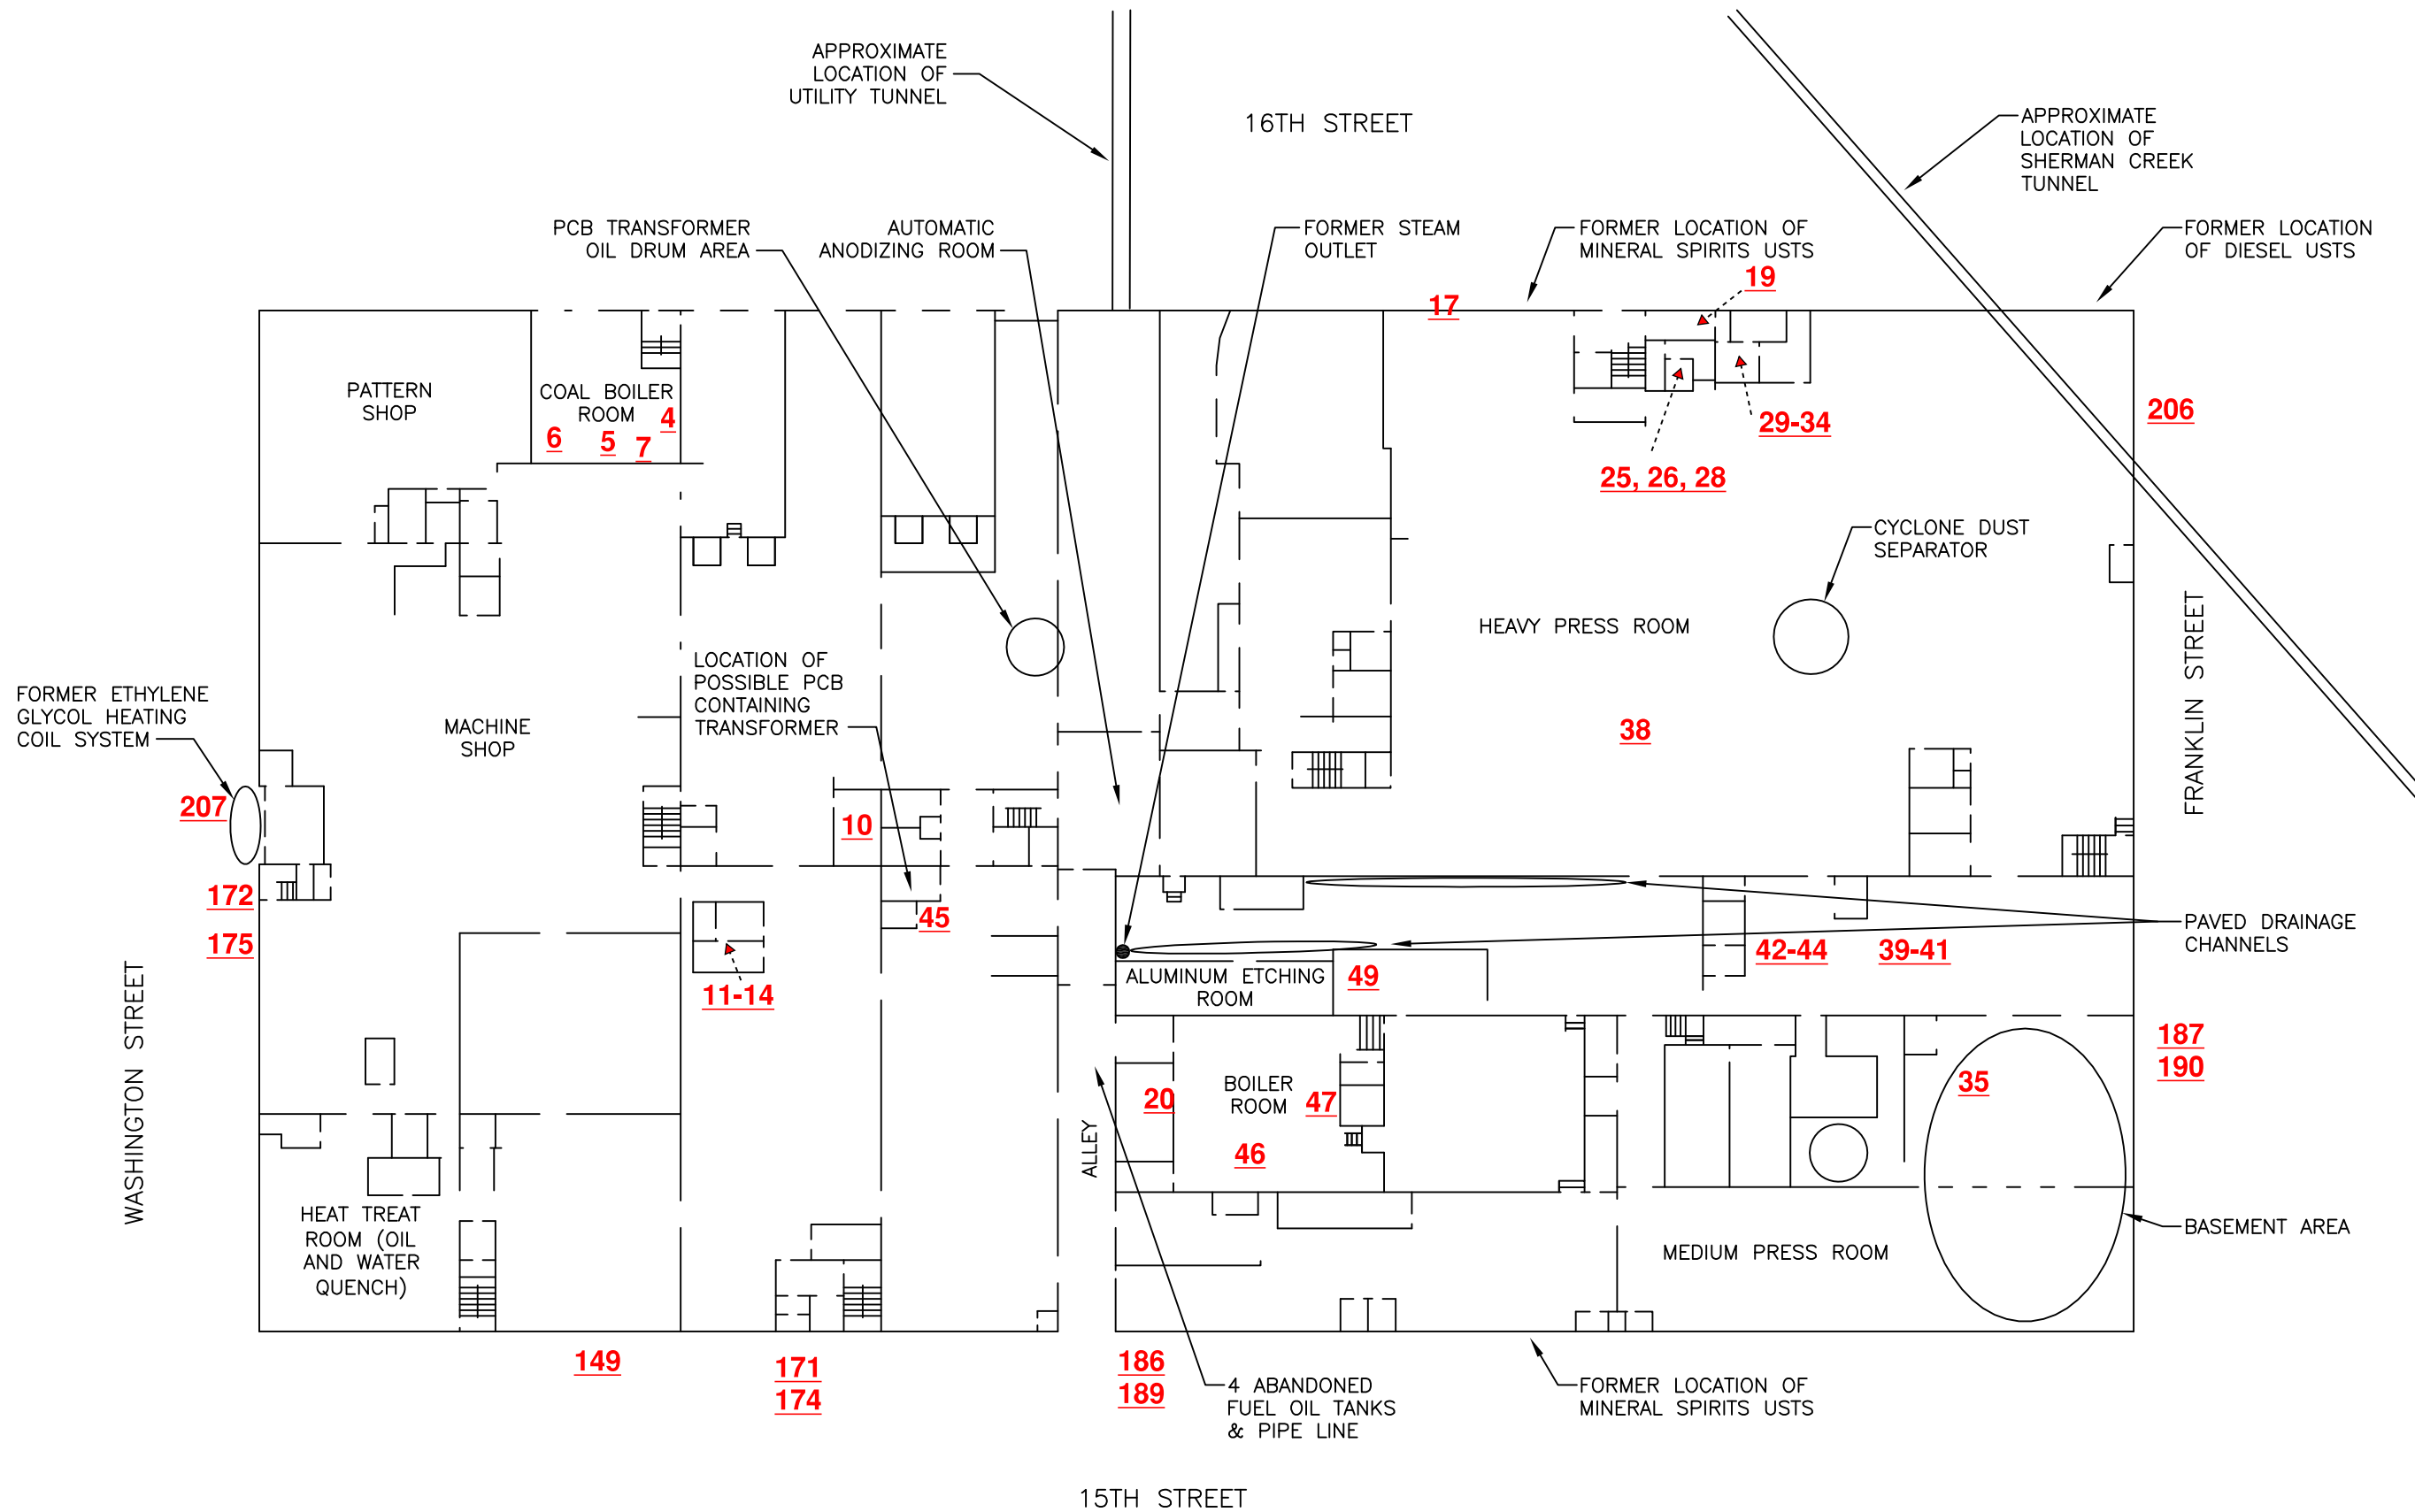 APPROXIMATE
LOCATION OF
UTILITY TUNNEL
16TH STREET
APPROXIMATE
LOCATION OF
SHERMAN CREEK
TUNNEL
PCB TRANSFORMER
OIL DRUM AREA
AUTOMATIC
ANODIZING ROOM
FORMER STEAM
OUTLET
FORMER LOCATION OF
MINERAL SPIRITS USTS
FORMER LOCATION
OF DIESEL USTS
19
17
PATTERN
SHOP
COAL BOILER
ROOM
4
6
5
7
29-34
206
25, 26, 28
CYCLONE DUST
SEPARATOR
HEAVY PRESS ROOM
FRANKLIN STREET
LOCATION OF
POSSIBLE PCB
CONTAINING
TRANSFORMER
FORMER ETHYLENE
GLYCOL HEATING
COIL SYSTEM
MACHINE
SHOP
38
207
10
172
45
175
PAVED DRAINAGE
CHANNELS
42-44
39-41
ALUMINUM ETCHING
ROOM
49
11-14
WASHINGTON STREET
187
190
BOILER
ROOM
20
47
35
ALLEY
46
HEAT TREAT
ROOM (OIL
AND WATER
QUENCH)
MEDIUM PRESS ROOM
BASEMENT AREA
149
171
174
186
189
4 ABANDONED
FUEL OIL TANKS
& PIPE LINE
FORMER LOCATION OF
MINERAL SPIRITS USTS
15TH STREET